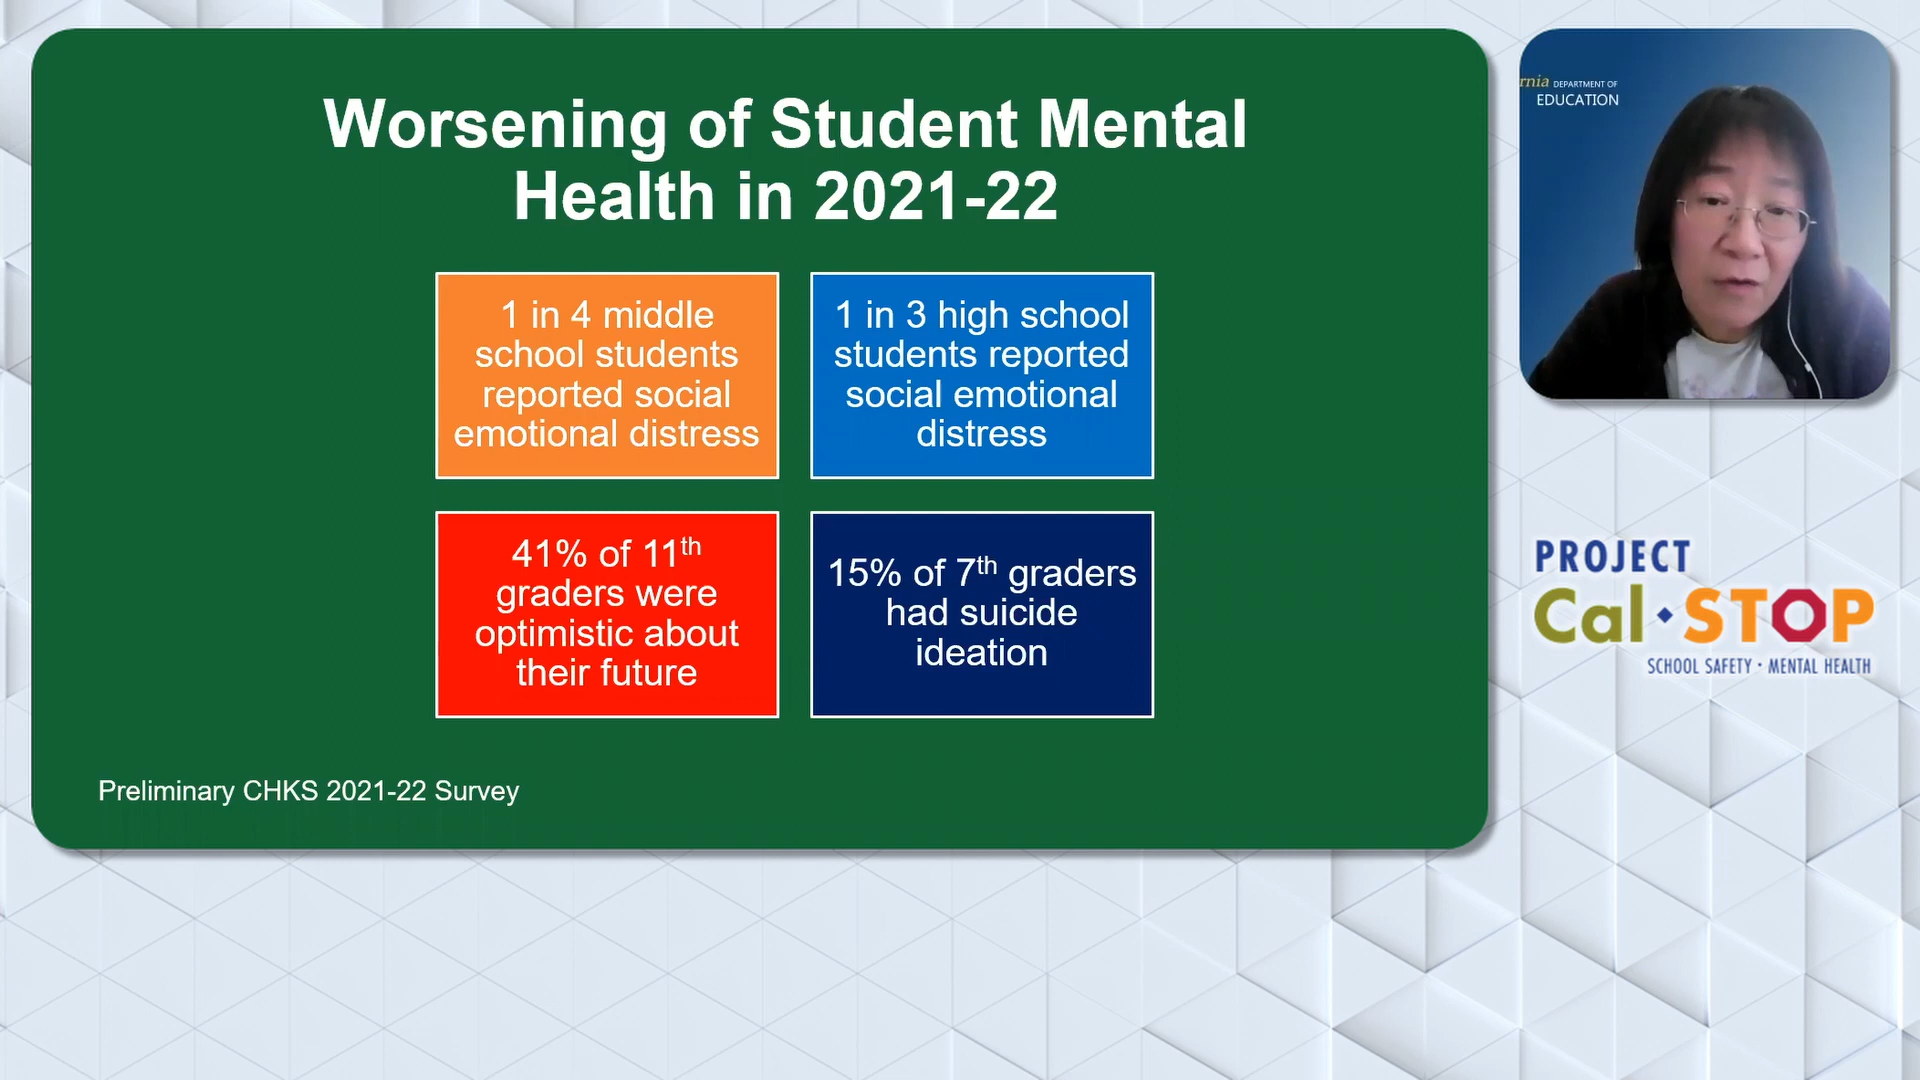 Worsening of Student Mental
Health in 2021-22
1 in 4 middle
school students
reported social
emotional distress
1 in 3 high school
students reported
social emotional
distress
41% of 11th
graders were
optimistic about
their future
15% of 7th graders
had suicide
ideation
Preliminary CHKS 2021-22 Survey
rnia DEPARTMENT OF
EDUCATION
PROJECT
Cal·STOP
SCHOOL SAFETY · MENTAL HEALTH